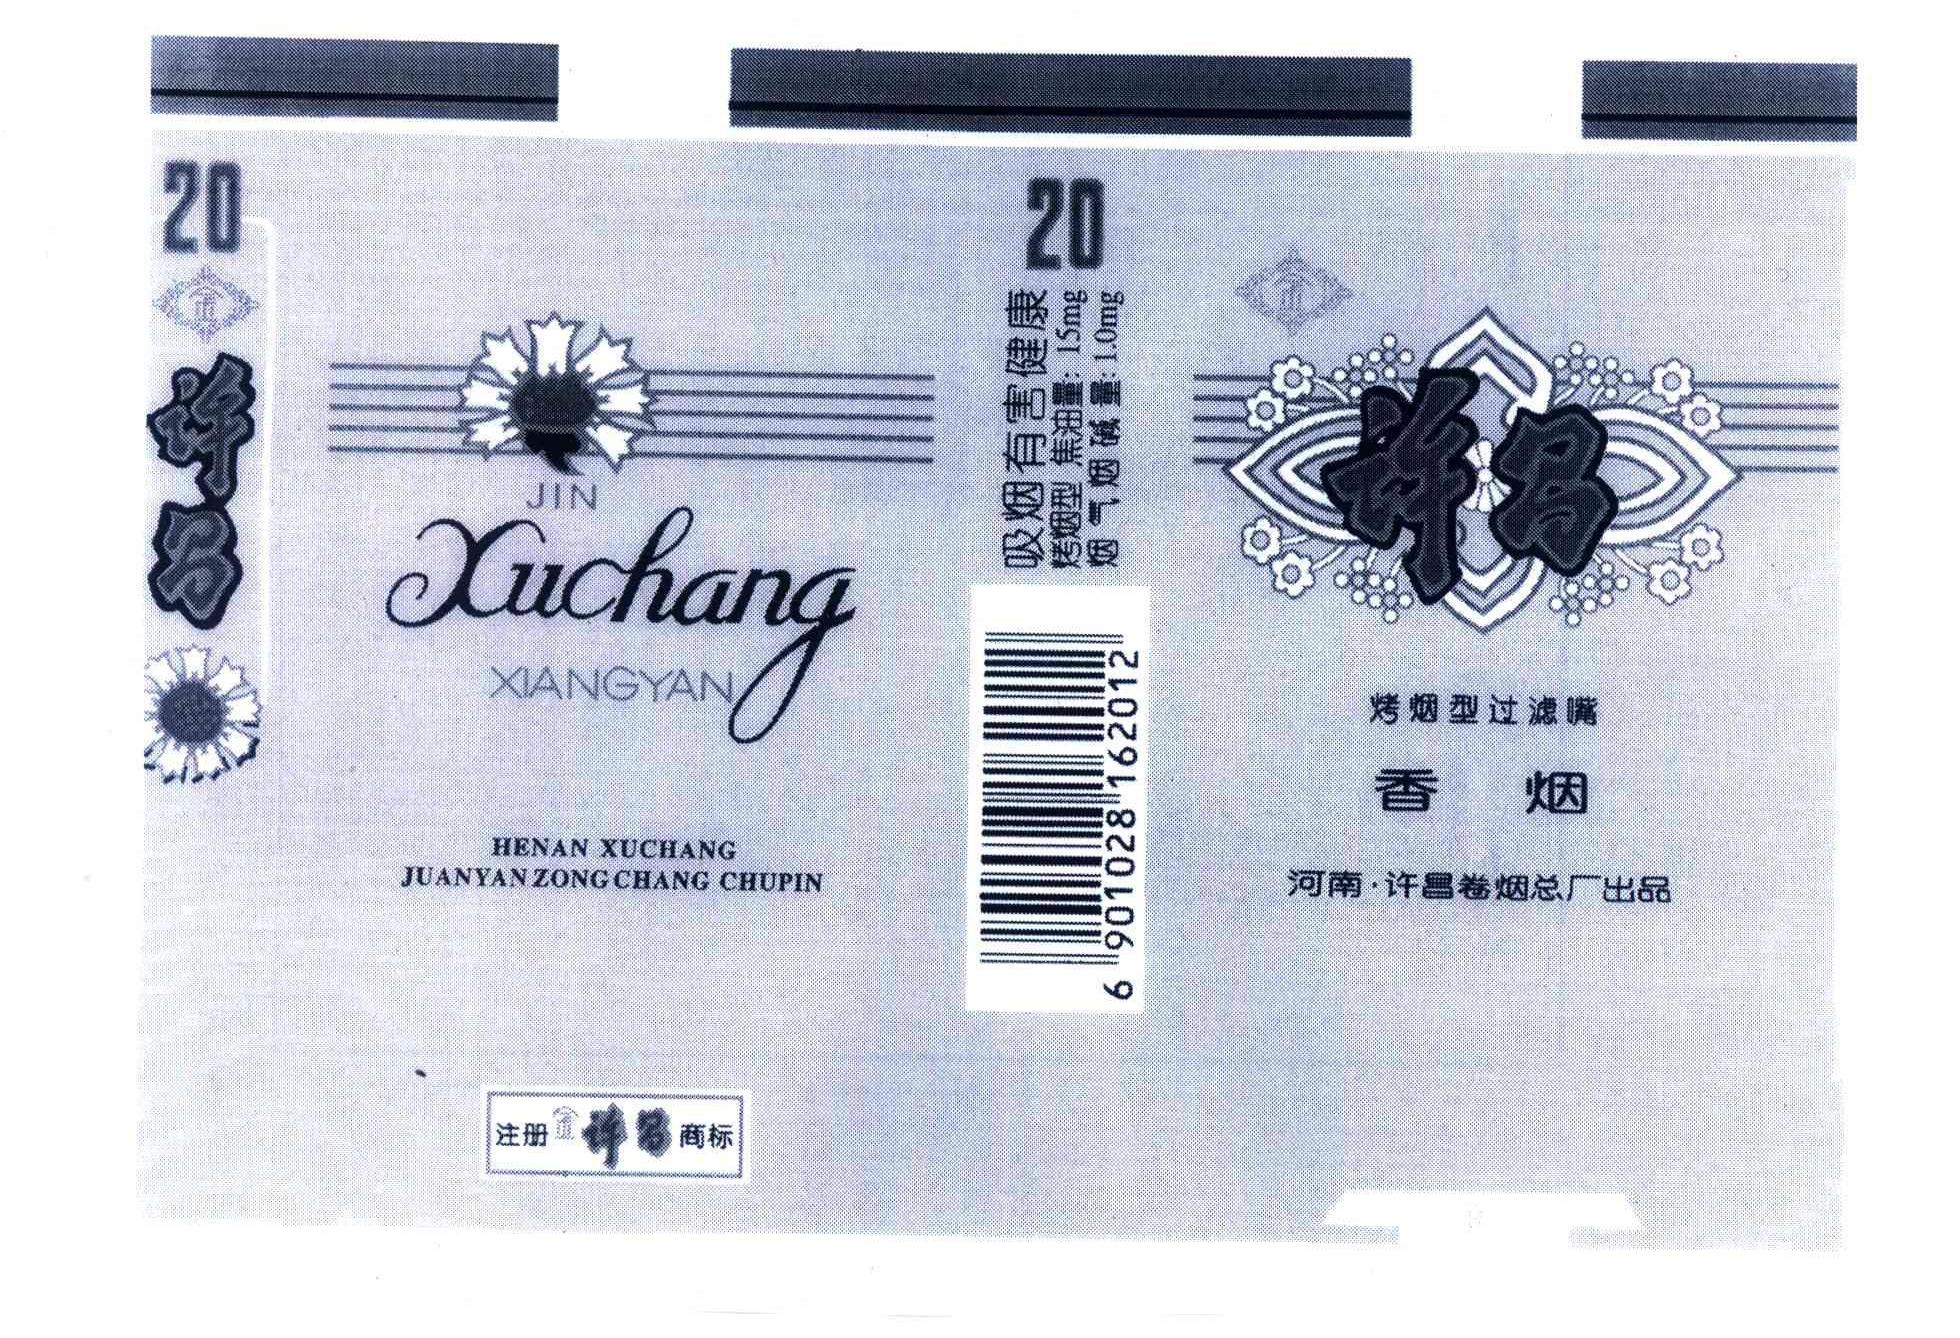 20
许昌
JIN
Xuchang
XIANGYAN
HENAN XUCHANG
JUANYAN ZONG CHANG CHUPIN
注册 许昌 商标
20
吸烟有害健康
烤烟型 焦油量: 15mg
烟气烟碱量: 1.0mg
6 901028 162012
许昌
烤烟型过滤嘴
香烟
河南·许昌卷烟总厂出品